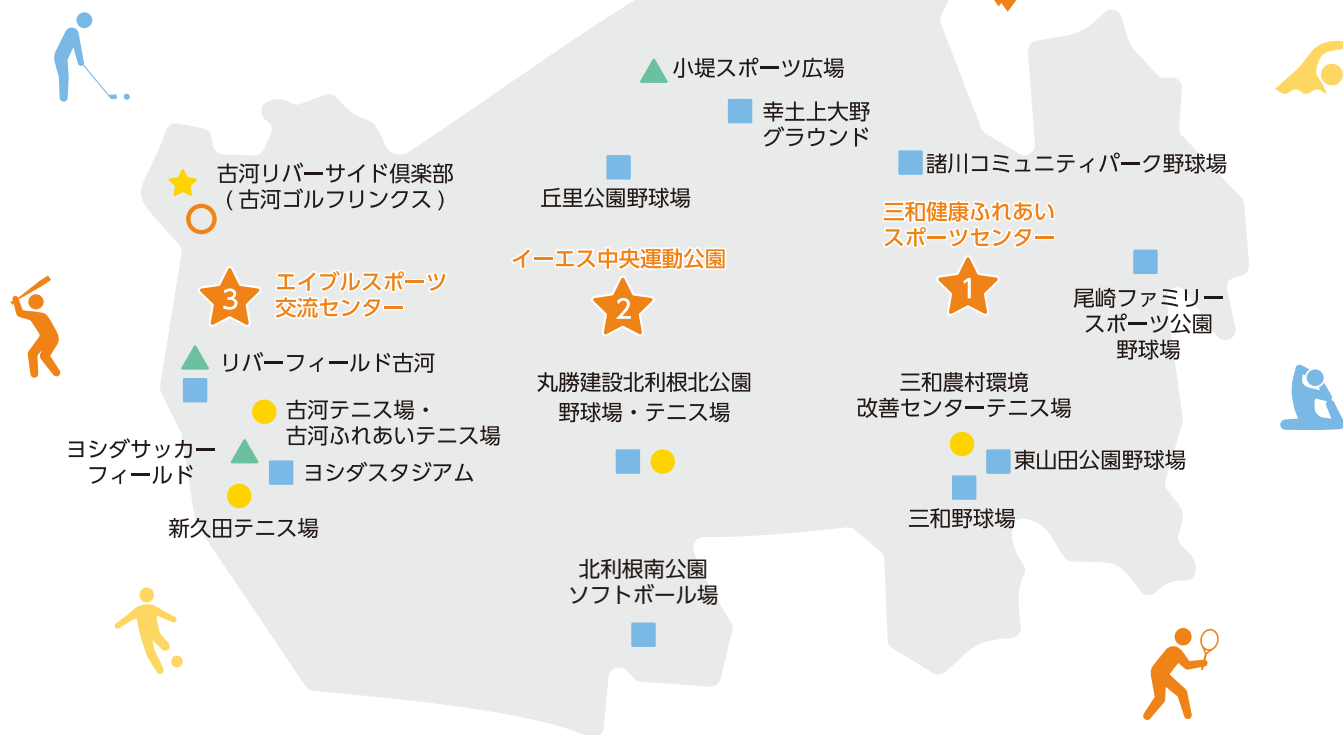 小堤スポーツ広場
幸土上大野
グラウンド
諸川コミュニティパーク野球場
古河リバーサイド倶楽部
(古河ゴルフリンクス)
丘里公園野球場
三和健康ふれあい
スポーツセンター
1
イーエス中央運動公園
2
エイブルスポーツ
交流センター
3
尾崎ファミリー
スポーツ公園
野球場
リバーフィールド古河
丸勝建設北利根北公園
野球場・テニス場
三和農村環境
改善センターテニス場
古河テニス場・
古河ふれあいテニス場
ヨシダサッカー
フィールド
ヨシダスタジアム
東山田公園野球場
新久田テニス場
三和野球場
北利根南公園
ソフトボール場